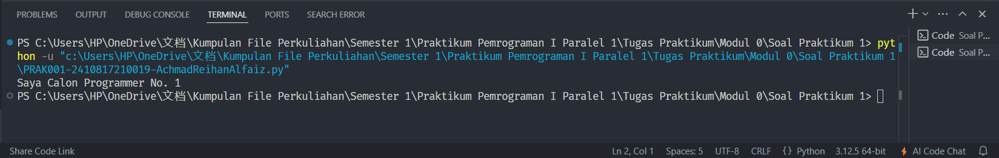 PROBLEMS OUTPUT DEBUG CONSOLE TERMINAL PORTS SEARCH ERROR
PS C:\Users\HP\OneDrive\文档\Kumpulan File Perkuliahan\Semester 1\Praktikum Pemrograman I Paralel 1\Tugas Praktikum\Modul 0\Soal Praktikum 1> pyt
hon -u "c:\Users\HP\OneDrive\文档\Kumpulan File Perkuliahan\Semester 1\Praktikum Pemrograman I Paralel 1\Tugas Praktikum\Modul 0\Soal Praktikum 1
\PRAK001-2410817210019-AchmadReihanAlfaiz.py"
Saya Calon Programmer No. 1
PS C:\Users\HP\OneDrive\文档\Kumpulan File Perkuliahan\Semester 1\Praktikum Pemrograman I Paralel 1\Tugas Praktikum\Modul 0\Soal Praktikum 1>
Code Soal P...
Code Soal P...
Share Code Link Ln 2, Col 1 Spaces: 5 UTF-8 CRLF {} Python 3.12.5 64-bit AI Code Chat